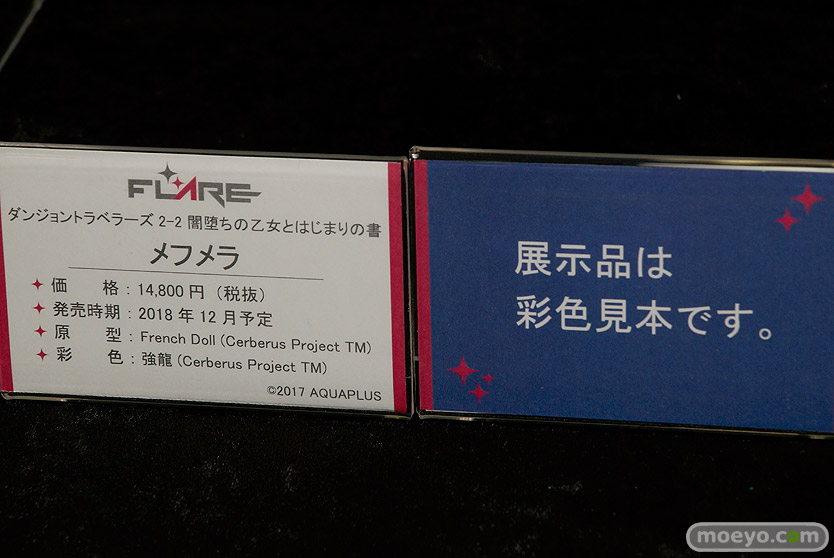 FLARE
ダンジョントラベラーズ 2-2 闇堕ちの乙女とはじまりの書
メフメラ
価　　格：14,800 円（税抜）
発売時期：2018 年 12 月予定
原　　型：French Doll (Cerberus Project TM)
彩　　色：強龍 (Cerberus Project TM)
©2017 AQUAPLUS
展示品は
彩色見本です。
moeyo.com